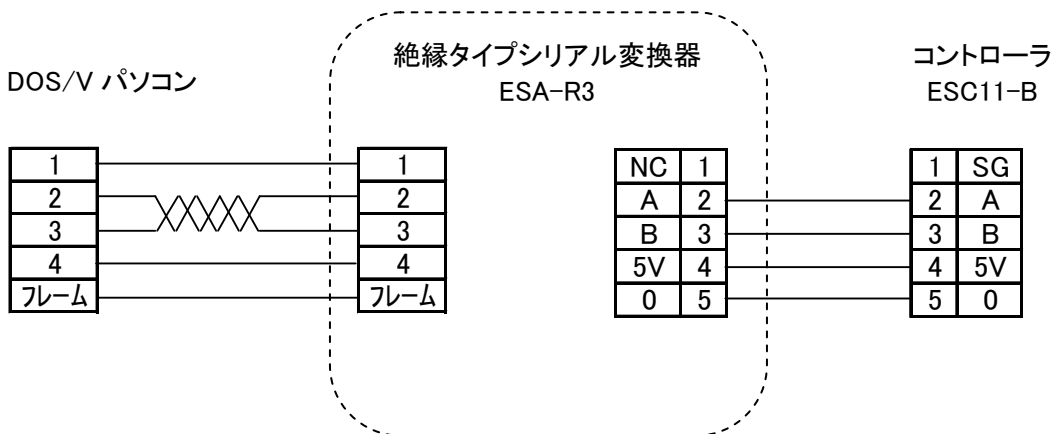 絶縁タイプシリアル変換器
ESA-R3
コントローラ
ESC11-B
DOS/V パソコン
1 1 NC 1 1 SG
2 2 A 2 2 A
3 3 B 3 3 B
4 4 5V 4 4 5V
フレーム フレーム 0 5 5 0